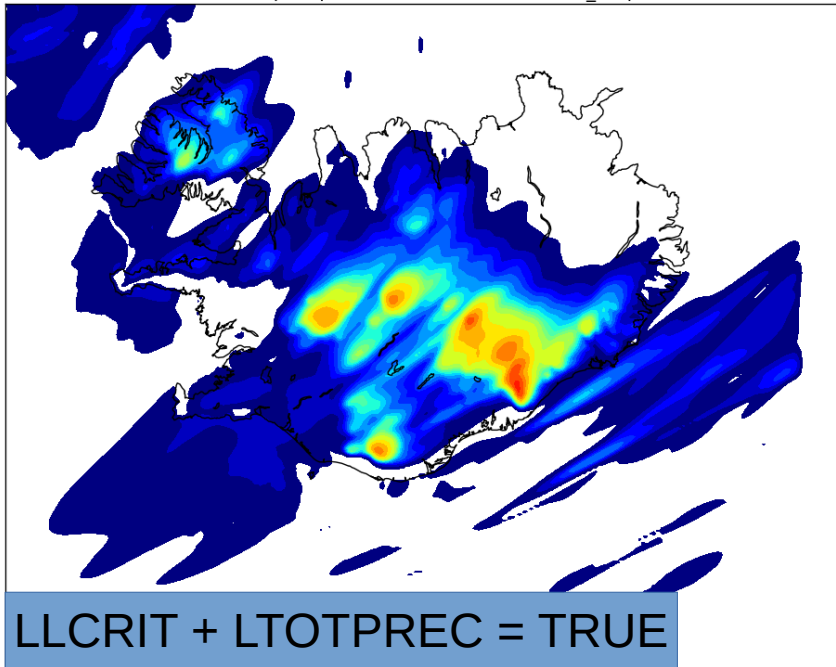 LLCRIT + LTOTPREC = TRUE